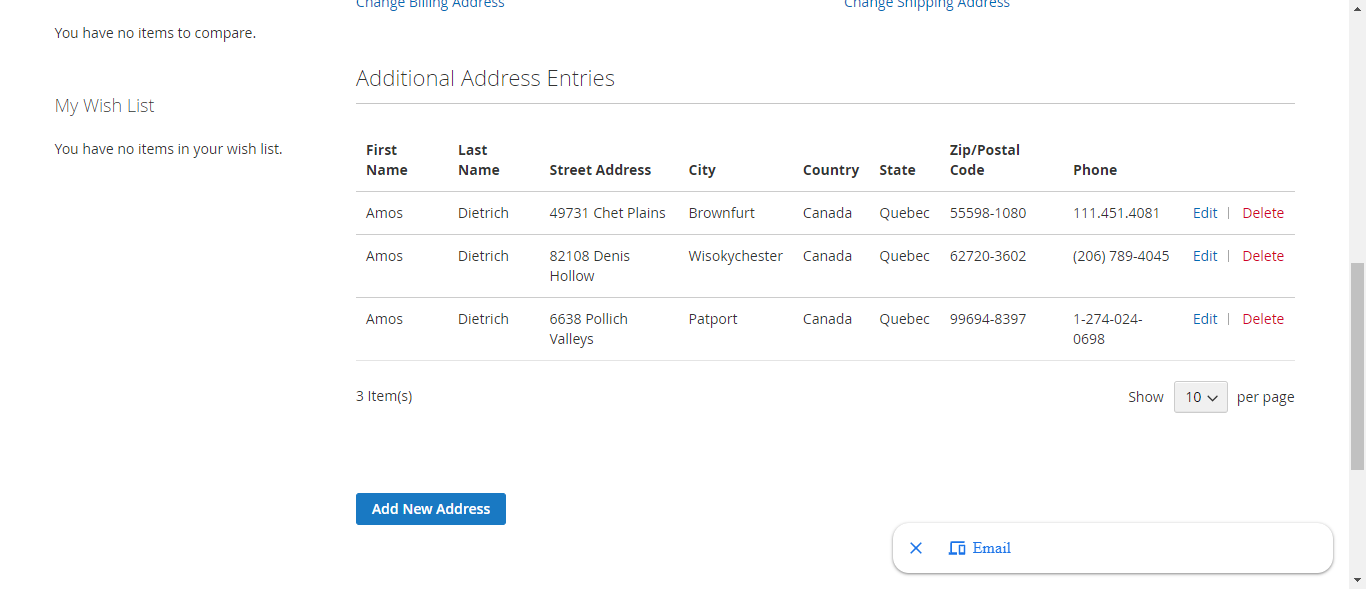 Change Billing Address
Change Shipping Address
You have no items to compare.
Additional Address Entries
My Wish List
You have no items in your wish list.
First Name Last Name Street Address City Country State Zip/Postal Code Phone
Amos Dietrich 49731 Chet Plains Brownfurt Canada Quebec 55598-1080 111.451.4081 Edit | Delete
Amos Dietrich 82108 Denis Hollow Wisokychester Canada Quebec 62720-3602 (206) 789-4045 Edit | Delete
Amos Dietrich 6638 Pollich Valleys Patport Canada Quebec 99694-8397 1-274-024-0698 Edit | Delete
3 Item(s)
Show 10 per page
Add New Address
Email